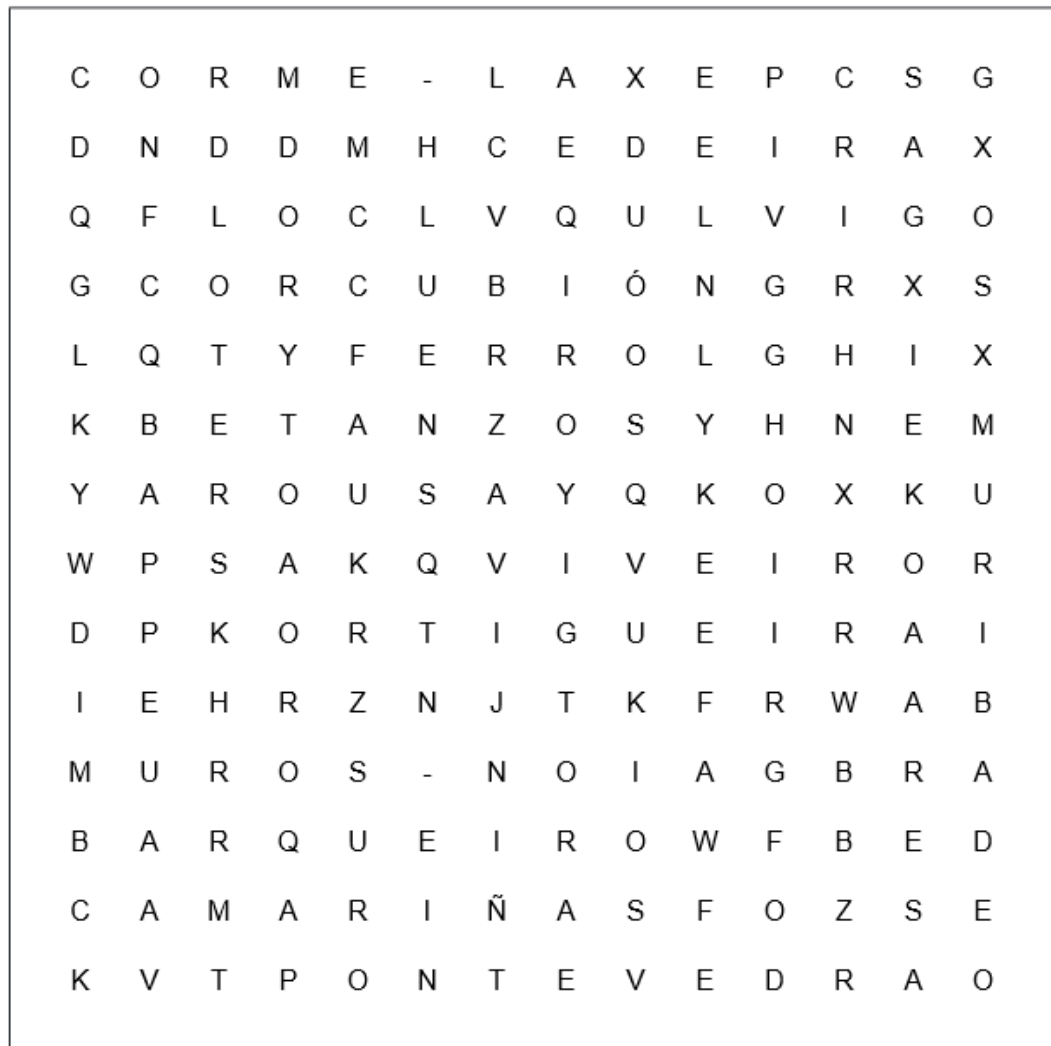 C O R M E - L A X E P C S G
D N D D M H C E D E I R A X
Q F L O C L V Q U L V I G O
G C O R C U B I Ó N G R X S
L Q T Y F E R R O L G H I X
K B E T A N Z O S Y H N E M
Y A R O U S A Y Q K O X K U
W P S A K Q V I V E I R O R
D P K O R T I G U E I R A I
I E H R Z N J T K F R W A B
M U R O S - N O I A G B R A
B A R Q U E I R O W F B E D
C A M A R I Ñ A S F O Z S E
K V T P O N T E V E D R A O